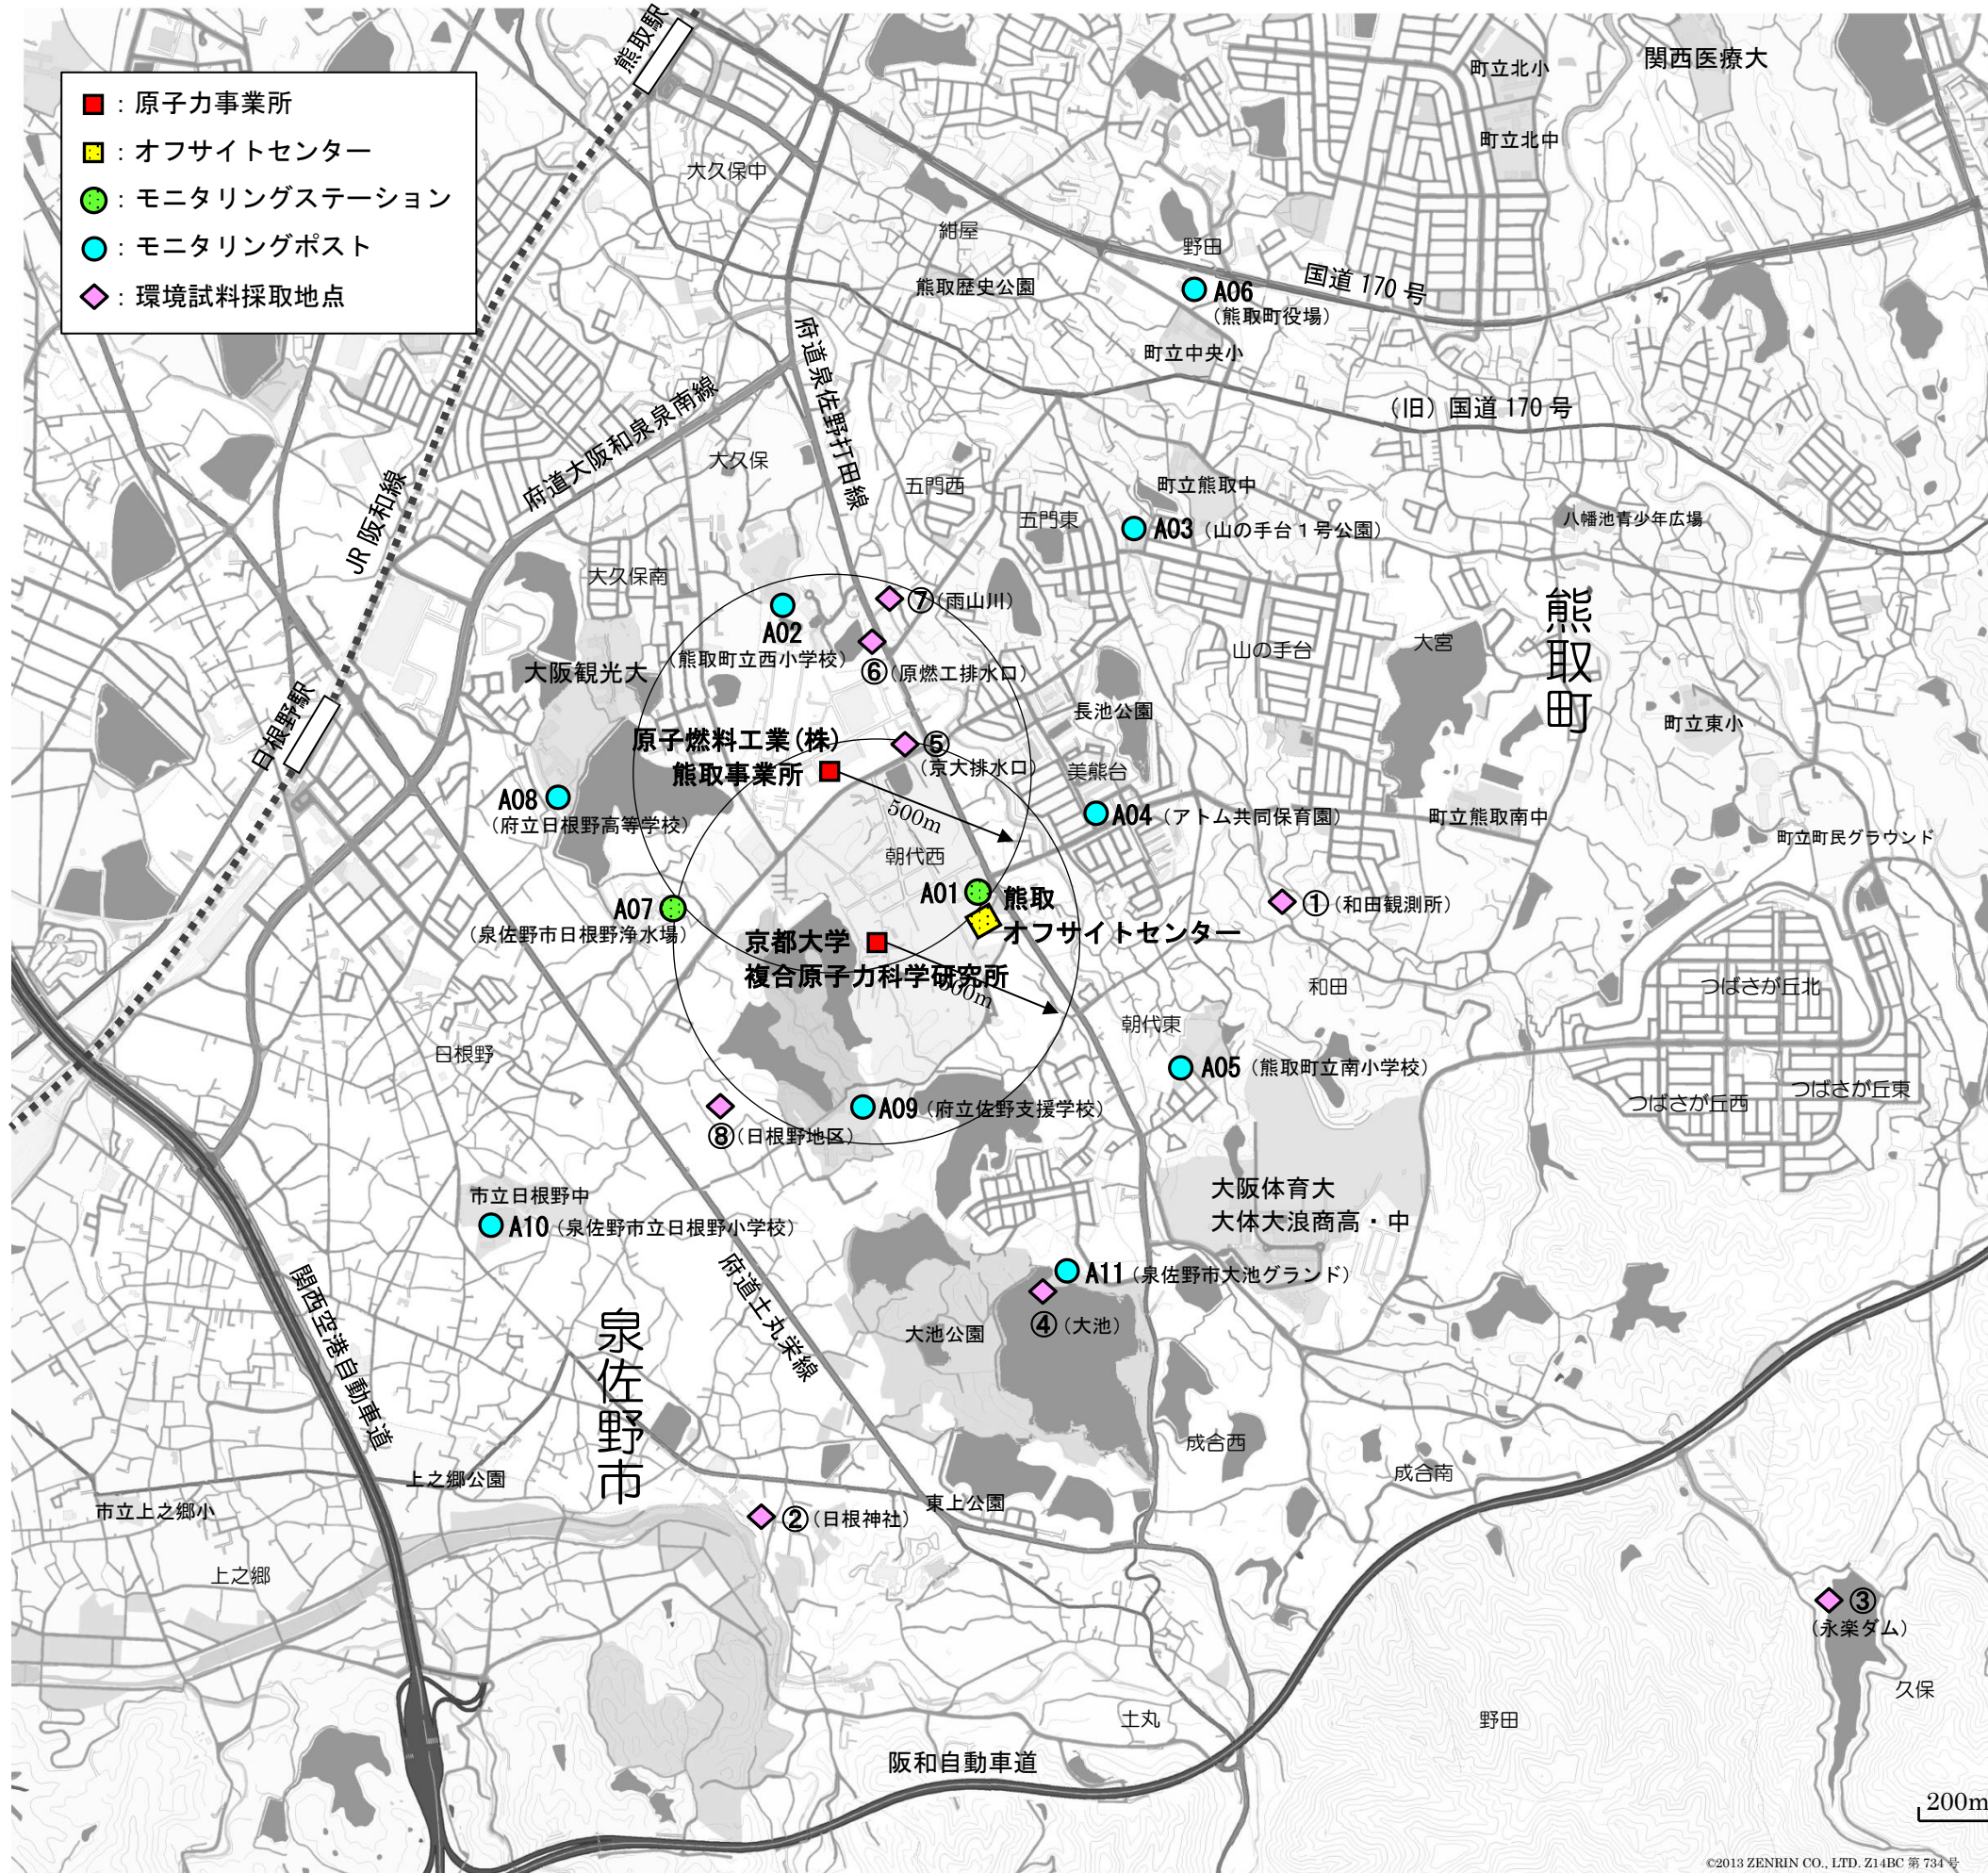 ：原子力事業所
：オフサイトセンター
：モニタリングステーション
：モニタリングポスト
：環境試料採取地点
熊取駅
関西医療大
町立北小
町立北中
大久保中
紺屋
野田
熊取歴史公園
国道 170 号
A06
（熊取町役場）
町立中央小
府道泉佐野打田線
（旧）国道 170 号
府道大阪和泉泉南線
大久保
五門西
町立熊取中
五門東
A03（山の手台１号公園）
八幡池青少年広場
JR 阪和線
大久保南
⑦（雨山川）
A02
（熊取町立西小学校）
⑥（原燃工排水口）
大阪観光大
山の手台
大宮
熊取町
長池公園
町立東小
日根野駅
原子燃料工業(株)
熊取事業所
⑤
（京大排水口）
美熊台
A08
（府立日根野高等学校）
500m
A04（アトム共同保育園）
町立熊取南中
町立町民グラウンド
朝代西
A01
熊取
オフサイトセンター
①（和田観測所）
A07
（泉佐野市日根野浄水場）
京都大学
複合原子力科学研究所
500m
和田
つばさが丘北
朝代東
日根野
A05（熊取町立南小学校）
つばさが丘西
つばさが丘東
A09（府立佐野支援学校）
⑧（日根野地区）
市立日根野中
A10（泉佐野市立日根野小学校）
大阪体育大
大体大浪商高・中
府道土丸栄線
A11（泉佐野市大池グランド）
④（大池）
大池公園
関西空港自動車道
泉佐野市
成合西
成合南
上之郷公園
市立上之郷小
東上公園
②（日根神社）
上之郷
③
（永楽ダム）
久保
土丸
野田
阪和自動車道
200m
©2013 ZENRIN CO., LTD. Z14BC 第 734 号